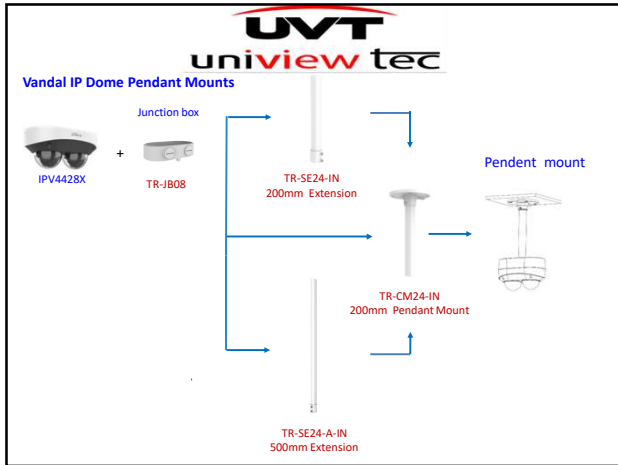 UVT
uniview tec
Vandal IP Dome Pendant Mounts
Junction box
+
IPV4428X
TR-JB08
TR-SE24-IN
200mm Extension
Pendent mount
TR-CM24-IN
200mm Pendant Mount
TR-SE24-A-IN
500mm Extension